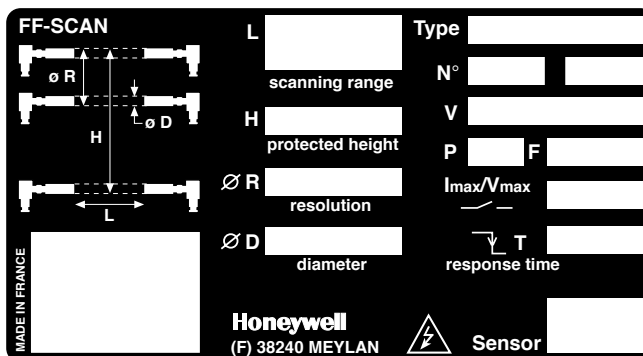 FF-SCAN
ø R
ø D
H
L
MADE IN FRANCE
L
scanning range
H
protected height
Ø R
resolution
Ø D
diameter
Honeywell
(F) 38240 MEYLAN
Type
N°
V
P F
Imax/Vmax
T
response time
Sensor